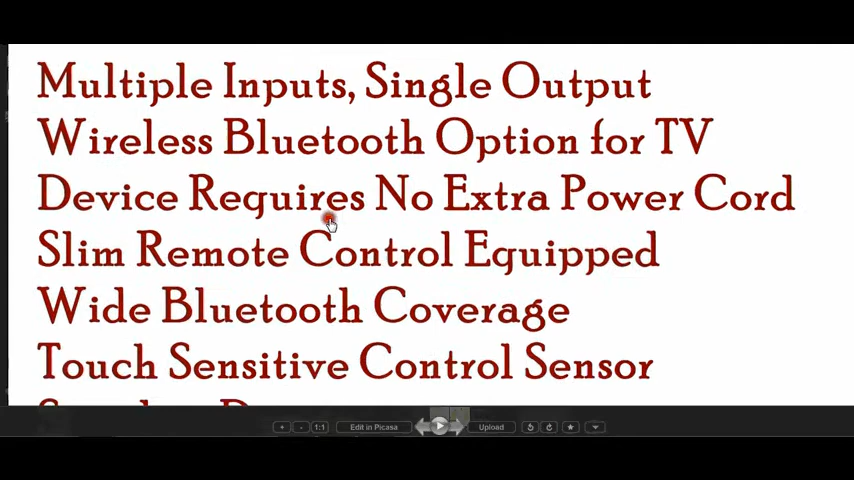 Multiple Inputs, Single Output
Wireless Bluetooth Option for TV
Device Requires No Extra Power Cord
Slim Remote Control Equipped
Wide Bluetooth Coverage
Touch Sensitive Control Sensor
+ - 1:1 Edit in Picasa Upload